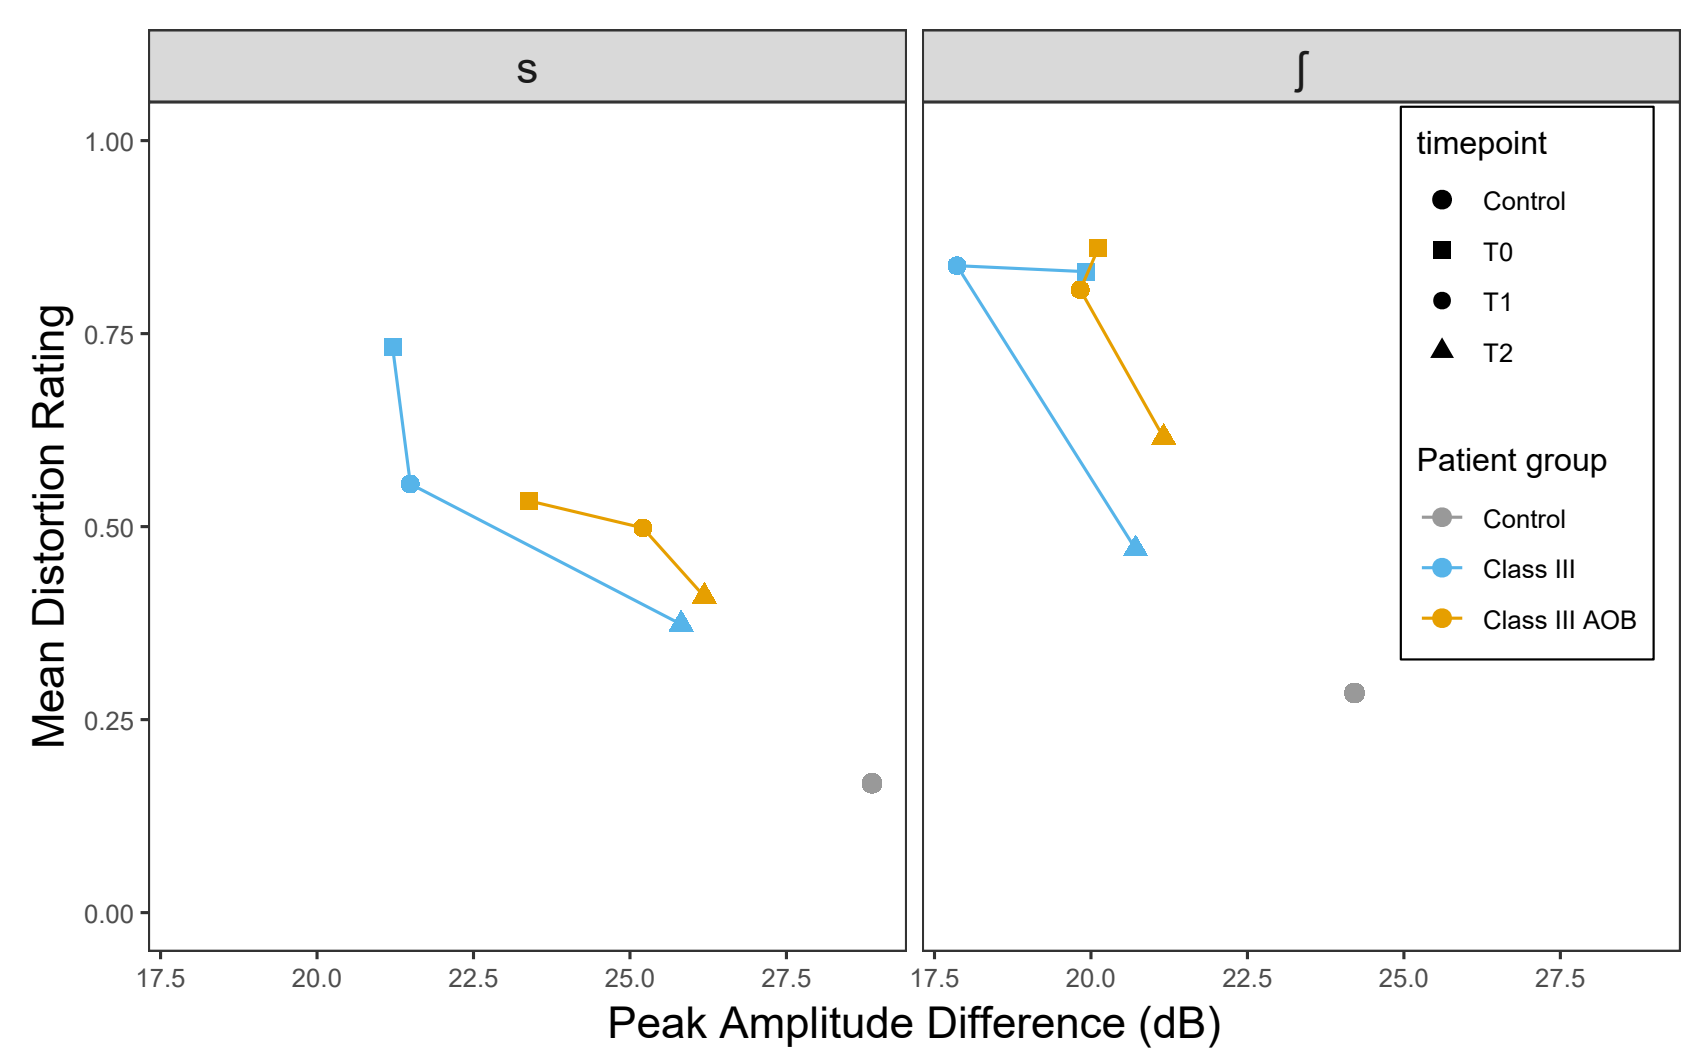 s
ʃ
Mean Distortion Rating
1.00
0.75
0.50
0.25
0.00
timepoint
Control
T0
T1
T2
Patient group
Control
Class III
Class III AOB
17.5 20.0 22.5 25.0 27.5
17.5 20.0 22.5 25.0 27.5
Peak Amplitude Difference (dB)